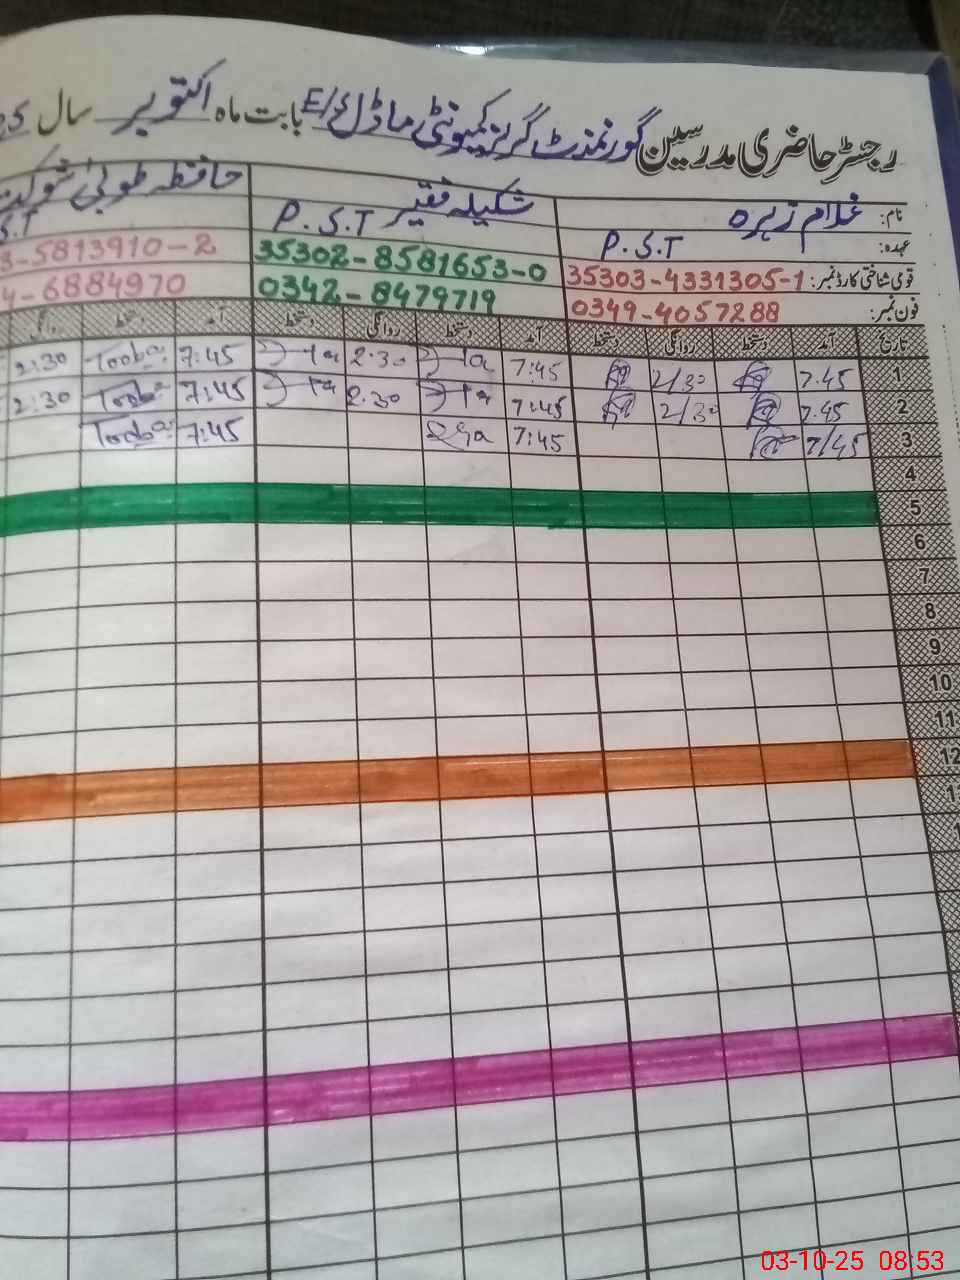 رجسٹر حاضری مدرسین گورنمنٹ گرلز کمیونٹی ماڈل E/S بابت ماہ اکتوبر سال
نام: غلام زہرہ شکیلہ فقیر حافظہ طوبیٰ شوکت
عہدہ: P.S.T P.S.T S.T
قومی شناختی کارڈ نمبر: 35303-4331305-1 35302-8581653-0 3-5813910-2
فون نمبر: 0349-4057288 0342-8479719 4-6884970
تاریخ آمد دستخط روانگی دستخط آمد دستخط روانگی دستخط آمد دستخط روانگی
1 7.45 2/30 7:45 2.30 7:45 Tooba 2:30
2 7.45 2/30 7:45 2.30 7:45 Tooba 2:30
3 7/45 7:45 7:45 Tooba
4
5
6
7
8
9
10
11
12
03-10-25 08:53